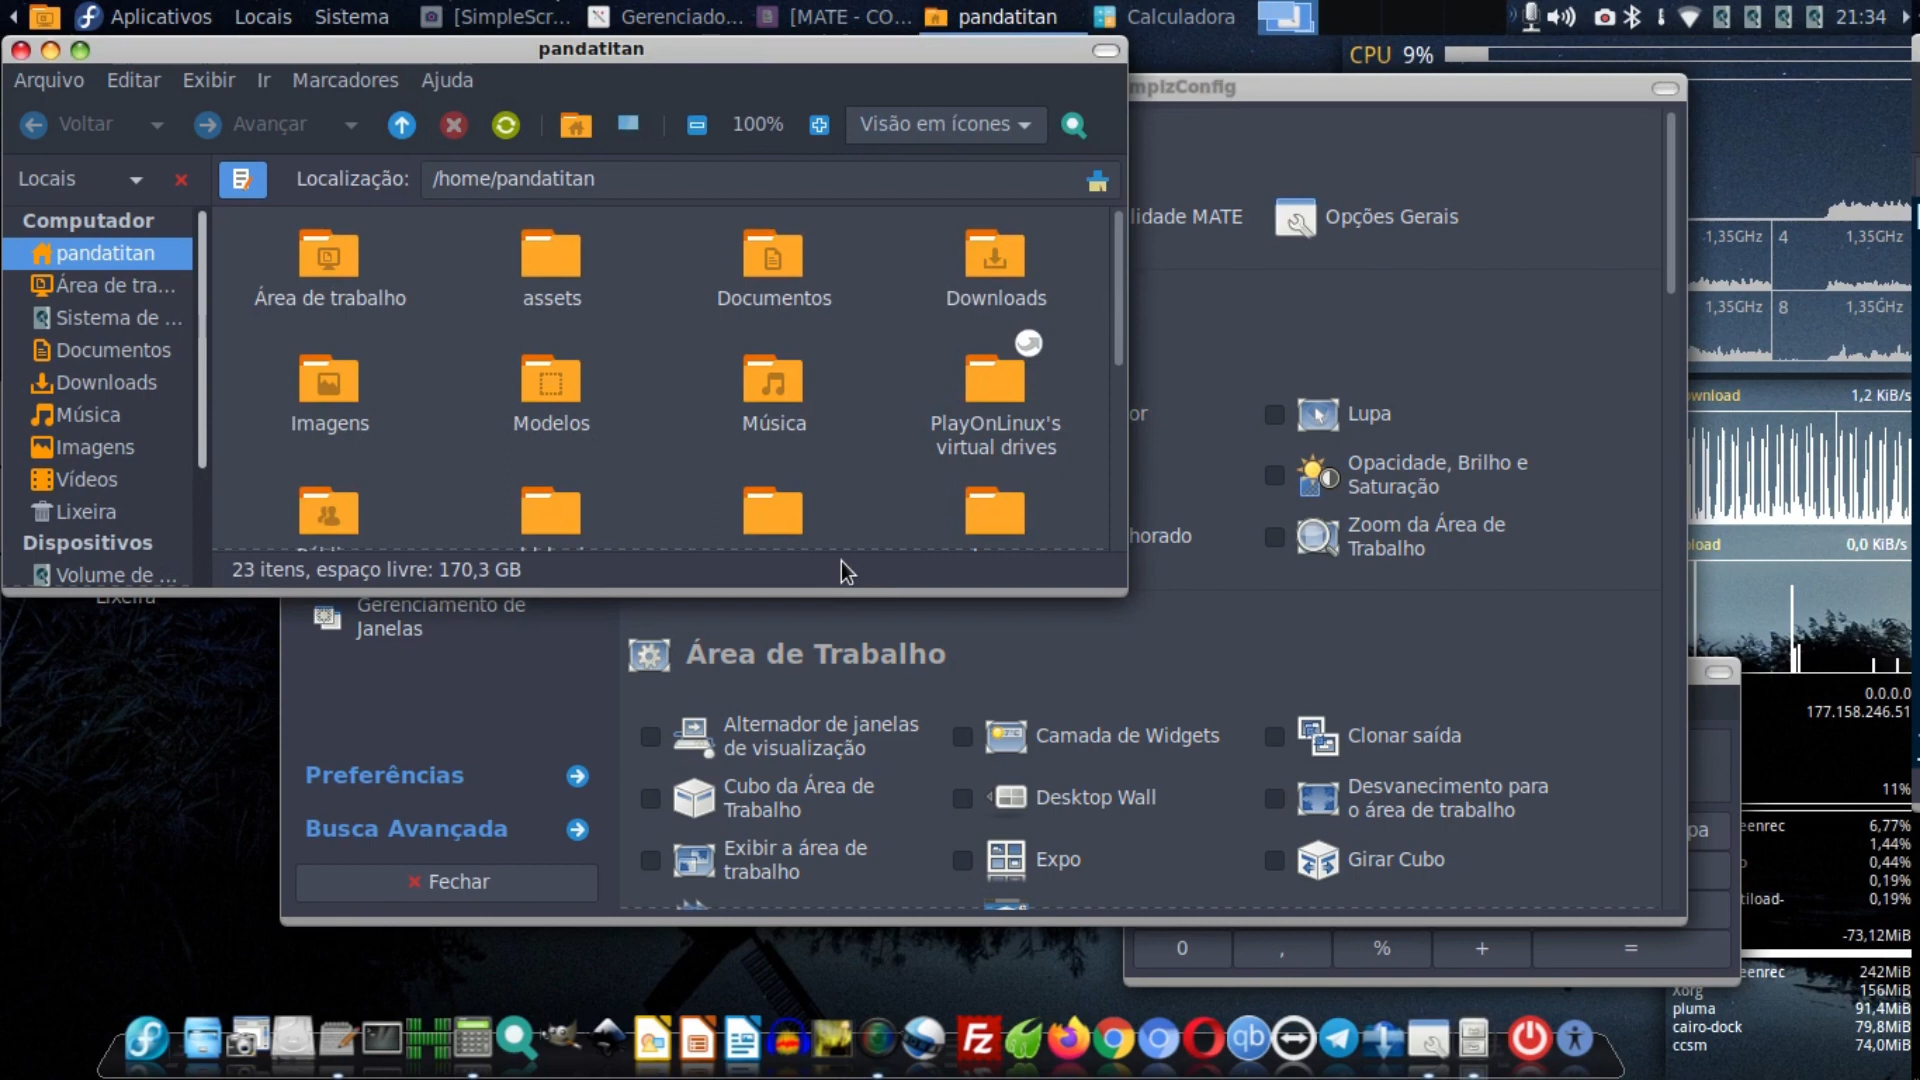 Aplicativos Locais Sistema [SimpleScr... Gerenciado... [MATE - CO... pandatitan Calculadora 21:34
pandatitan
CPU 9%
Arquivo Editar Exibir Ir Marcadores Ajuda
mpizConfig
Voltar Avançar 100% Visão em ícones
Locais Localização: /home/pandatitan
Computador
pandatitan
Área de tra...
Sistema de ...
Documentos
Downloads
Música
Imagens
Vídeos
Lixeira
Dispositivos
Volume de ...
Área de trabalho assets Documentos Downloads
Imagens Modelos Música PlayOnLinux's
virtual drives
23 itens, espaço livre: 170,3 GB
lidade MATE Opções Gerais
or Lupa
Opacidade, Brilho e
Saturação
horado Zoom da Área de
Trabalho
Lixeira
Gerenciamento de
Janelas
Área de Trabalho
Alternador de janelas
de visualização
Camada de Widgets
Clonar saída
Cubo da Área de
Trabalho
Desktop Wall
Desvanecimento para
o área de trabalho
Exibir a área de
trabalho
Expo
Girar Cubo
Preferências
Busca Avançada
Fechar
1,35GHz 4 1,35GHz
1,35GHz 8 1,35GHz
wnload 1,2 KiB/s
load 0,0 KiB/s
0.0.0.0
177.158.246.51
11%
pa
eenrec 6,77%
1,44%
0,44%
0,19%
tiload- 0,19%
-73,12MiB
0 , % + =
eenrec 242MiB
Xorg 156MiB
pluma 91,4MiB
cairo-dock 79,8MiB
ccsm 74,0MiB
Fz
qb